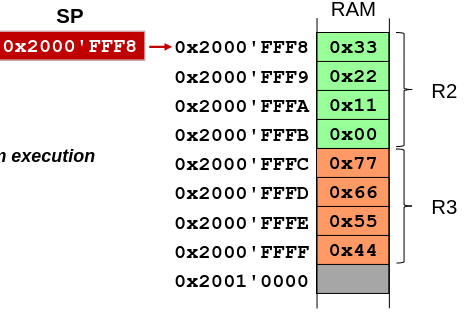 SP
RAM
0x2000'FFF8
0x2000'FFF8 0x33
0x2000'FFF9 0x22
R2
0x2000'FFFA 0x11
0x2000'FFFB 0x00
n execution
0x2000'FFFC 0x77
0x2000'FFFD 0x66
R3
0x2000'FFFE 0x55
0x2000'FFFF 0x44
0x2001'0000